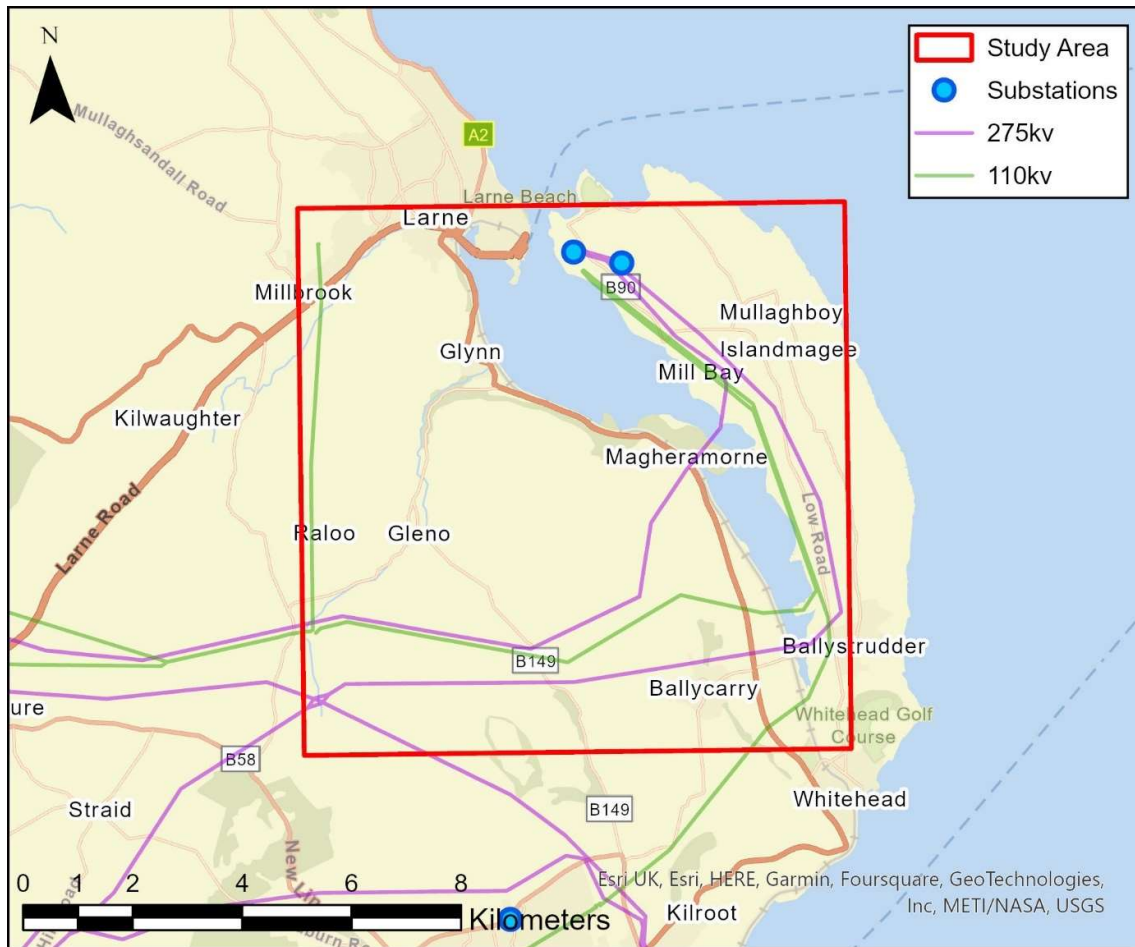 N
Study Area
Substations
275kv
110kv
Mullaghsandall Road
A2
Larne Beach
Larne
Millbrook
B90
Mullaghboy
Glynn
Islandmagee
Mill Bay
Kilwaughter
Magheramorne
Larne Road
Raloo
Gleno
Low Road
Ballystrudder
B149
Ballycarry
ure
Whitehead Golf
Course
B58
Straid
B149
Whitehead
New Lin
0 1 2 4 6 8
Kilometers
Kilroot
Esri UK, Esri, HERE, Garmin, Foursquare, GeoTechnologies,
Inc, METI/NASA, USGS